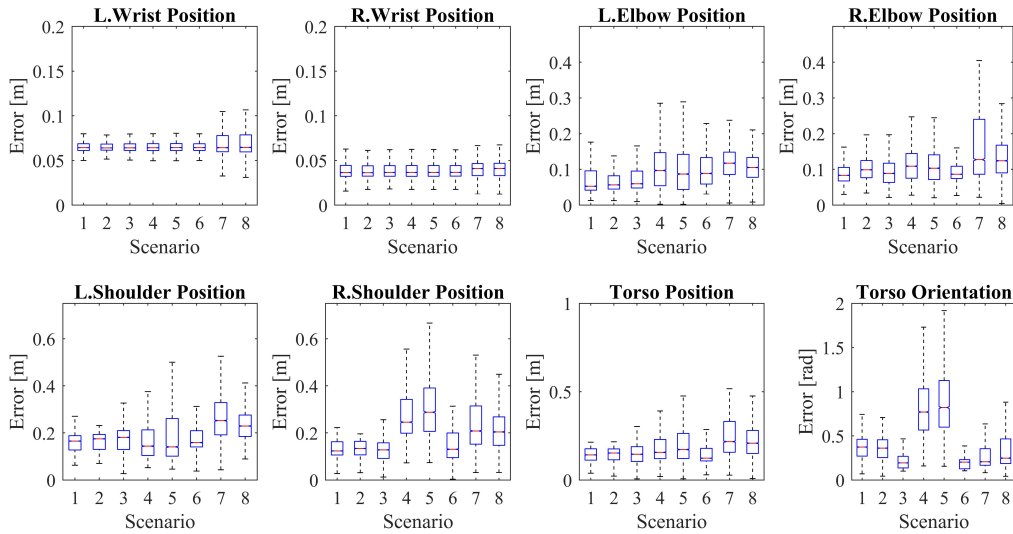 L.Wrist Position
R.Wrist Position
L.Elbow Position
R.Elbow Position
0.2
0.15
0.1
0.05
0
Error [m]
1 2 3 4 5 6 7 8
Scenario
0.2
0.15
0.1
0.05
0
Error [m]
1 2 3 4 5 6 7 8
Scenario
0.4
0.3
0.2
0.1
0
Error [m]
1 2 3 4 5 6 7 8
Scenario
0.4
0.3
0.2
0.1
0
Error [m]
1 2 3 4 5 6 7 8
Scenario
L.Shoulder Position
R.Shoulder Position
Torso Position
Torso Orientation
0.6
0.4
0.2
0
Error [m]
1 2 3 4 5 6 7 8
Scenario
0.6
0.4
0.2
0
Error [m]
1 2 3 4 5 6 7 8
Scenario
1
0.5
0
Error [m]
1 2 3 4 5 6 7 8
Scenario
2
1.5
1
0.5
0
Error [rad]
1 2 3 4 5 6 7 8
Scenario